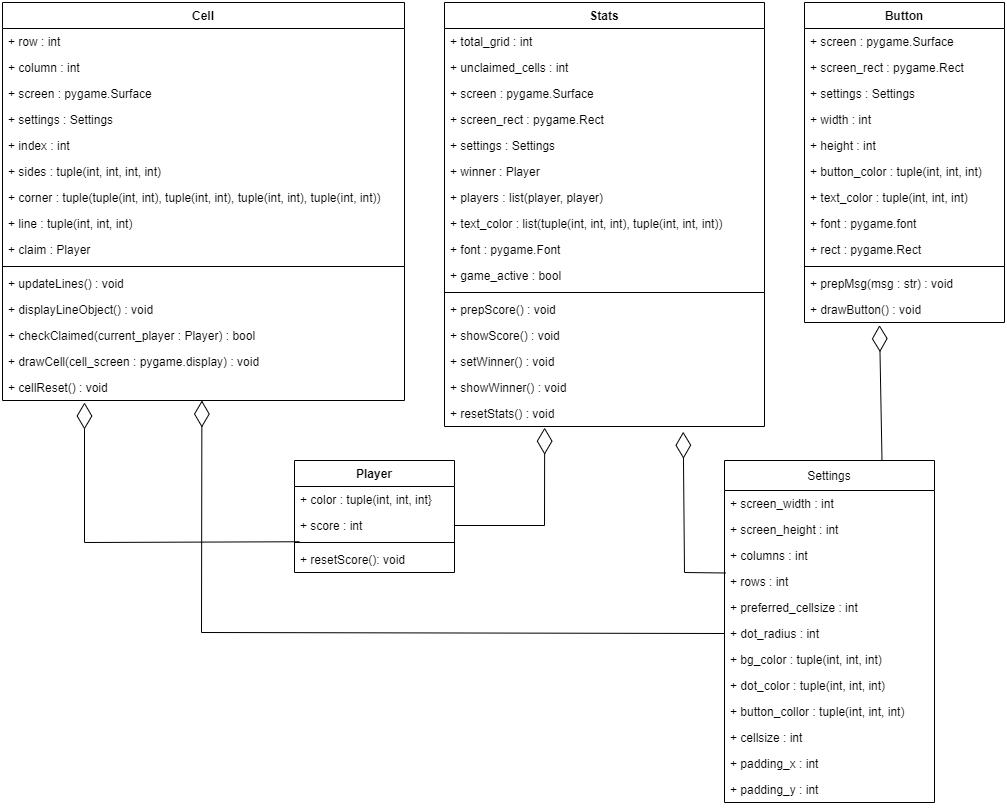 Cell
+ row : int
+ column : int
+ screen : pygame.Surface
+ settings : Settings
+ index : int
+ sides : tuple(int, int, int, int)
+ corner : tuple(tuple(int, int), tuple(int, int), tuple(int, int), tuple(int, int))
+ line : tuple(int, int, int)
+ claim : Player
+ updateLines() : void
+ displayLineObject() : void
+ checkClaimed(current_player : Player) : bool
+ drawCell(cell_screen : pygame.display) : void
+ cellReset() : void
Stats
+ total_grid : int
+ unclaimed_cells : int
+ screen : pygame.Surface
+ screen_rect : pygame.Rect
+ settings : Settings
+ winner : Player
+ players : list(player, player)
+ text_color : list(tuple(int, int, int), tuple(int, int, int))
+ font : pygame.Font
+ game_active : bool
+ prepScore() : void
+ showScore() : void
+ setWinner() : void
+ showWinner() : void
+ resetStats() : void
Button
+ screen : pygame.Surface
+ screen_rect : pygame.Rect
+ settings : Settings
+ width : int
+ height : int
+ button_color : tuple(int, int, int)
+ text_color : tuple(int, int, int)
+ font : pygame.font
+ rect : pygame.Rect
+ prepMsg(msg : str) : void
+ drawButton() : void
Player
+ color : tuple(int, int, int}
+ score : int
+ resetScore(): void
Settings
+ screen_width : int
+ screen_height : int
+ columns : int
+ rows : int
+ preferred_cellsize : int
+ dot_radius : int
+ bg_color : tuple(int, int, int)
+ dot_color : tuple(int, int, int)
+ button_collor : tuple(int, int, int)
+ cellsize : int
+ padding_x : int
+ padding_y : int